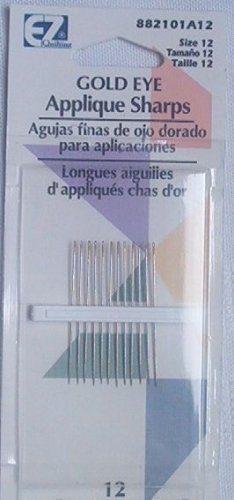 EZ®
Quilting
882101A12
Size 12
Tamaño 12
Taille 12
GOLD EYE
Applique Sharps
Agujas finas de ojo dorado
para aplicaciones
Longues aiguilles
d'appliqués chas d'or
12